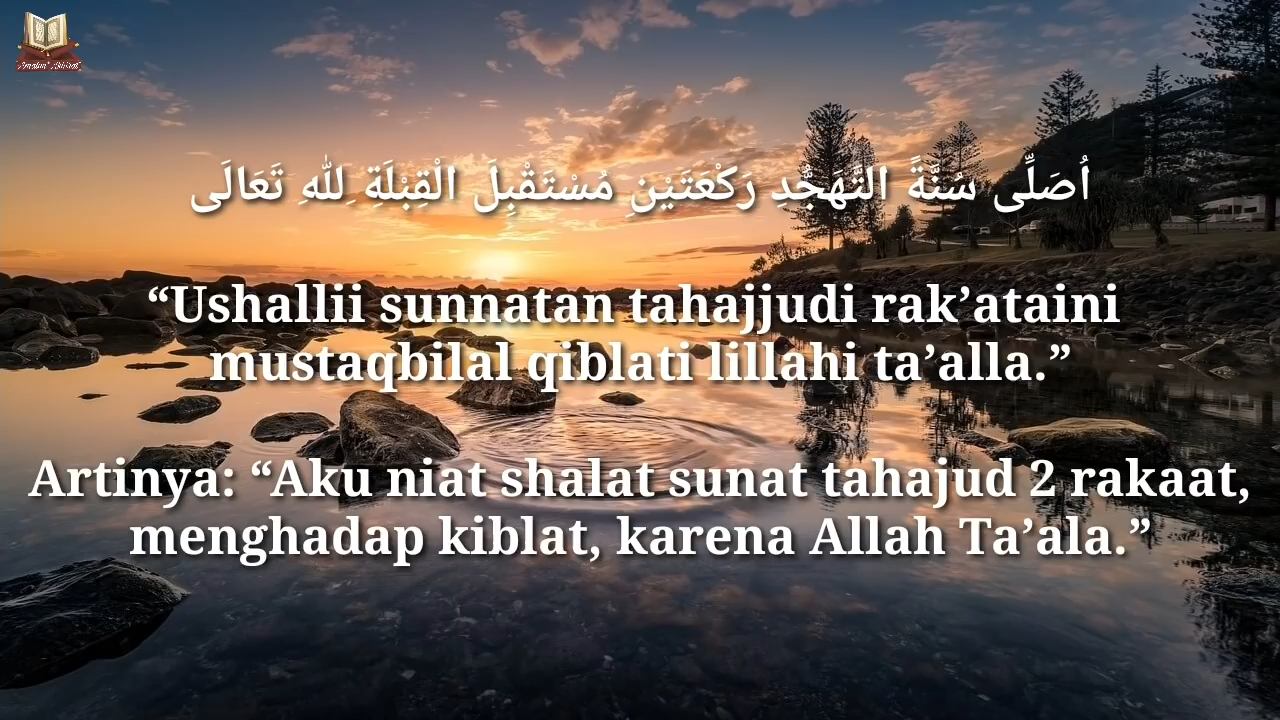 اُصَلِّى سُنَّةً التَّهَجُّدِ رَكْعَتَيْنِ مُسْتَقْبِلَ الْقِبْلَةِ ِللهِ تَعَالَى
“Ushallii sunnatan tahajjudi rak’ataini
mustaqbilal qiblati lillahi ta’alla.”
Artinya: “Aku niat shalat sunat tahajud 2 rakaat,
menghadap kiblat, karena Allah Ta’ala.”